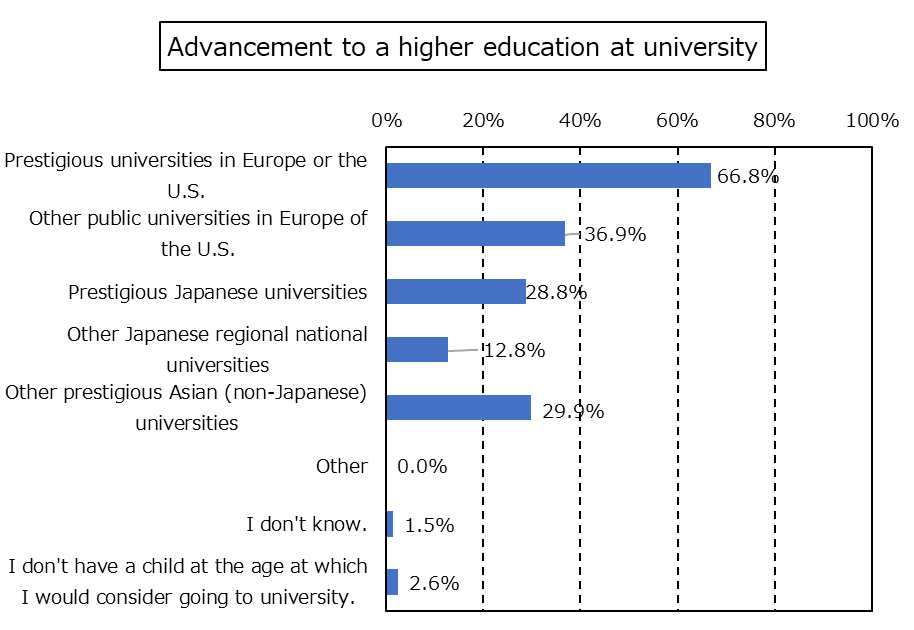 Advancement to a higher education at university
0% 20% 40% 60% 80% 100%
Prestigious universities in Europe or the
U.S.
66.8%
Other public universities in Europe of
the U.S.
36.9%
Prestigious Japanese universities
28.8%
Other Japanese regional national
universities
12.8%
Other prestigious Asian (non-Japanese)
universities
29.9%
Other
0.0%
I don't know.
1.5%
I don't have a child at the age at which
I would consider going to university.
2.6%